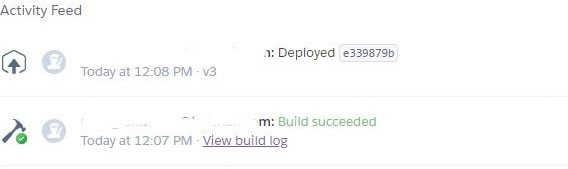 Activity Feed
Deployed e339879b
Today at 12:08 PM · v3
Build succeeded
Today at 12:07 PM · View build log